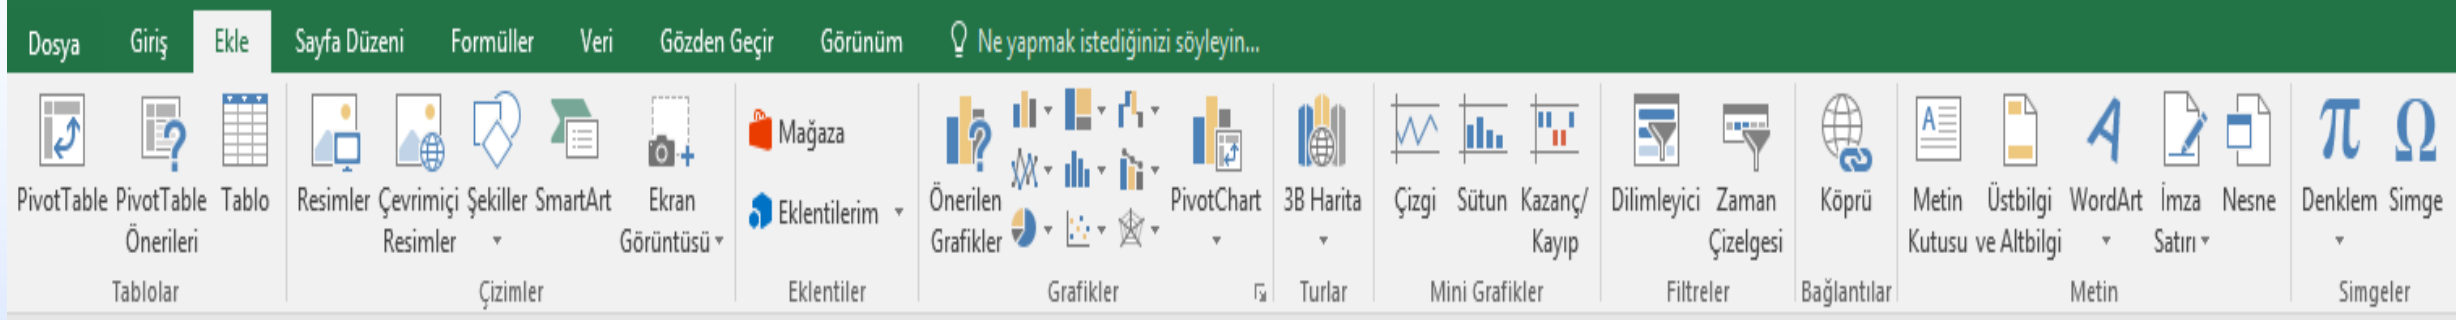 Dosya Giriş Ekle Sayfa Düzeni Formüller Veri Gözden Geçir Görünüm Ne yapmak istediğinizi söyleyin...
PivotTable
PivotTable
Önerileri
Tablo
Tablolar
Resimler
Çevrimiçi
Resimler
Şekiller
SmartArt
Ekran
Görüntüsü
Çizimler
Mağaza
Eklentilerim
Eklentiler
Önerilen
Grafikler
PivotChart
Grafikler
3B Harita
Turlar
Çizgi
Sütun
Kazanç/
Kayıp
Mini Grafikler
Dilimleyici
Zaman
Çizelgesi
Filtreler
Köprü
Bağlantılar
Metin
Kutusu
Üstbilgi
ve Altbilgi
WordArt
İmza
Satırı
Nesne
Metin
π
Denklem
Ω
Simge
Simgeler